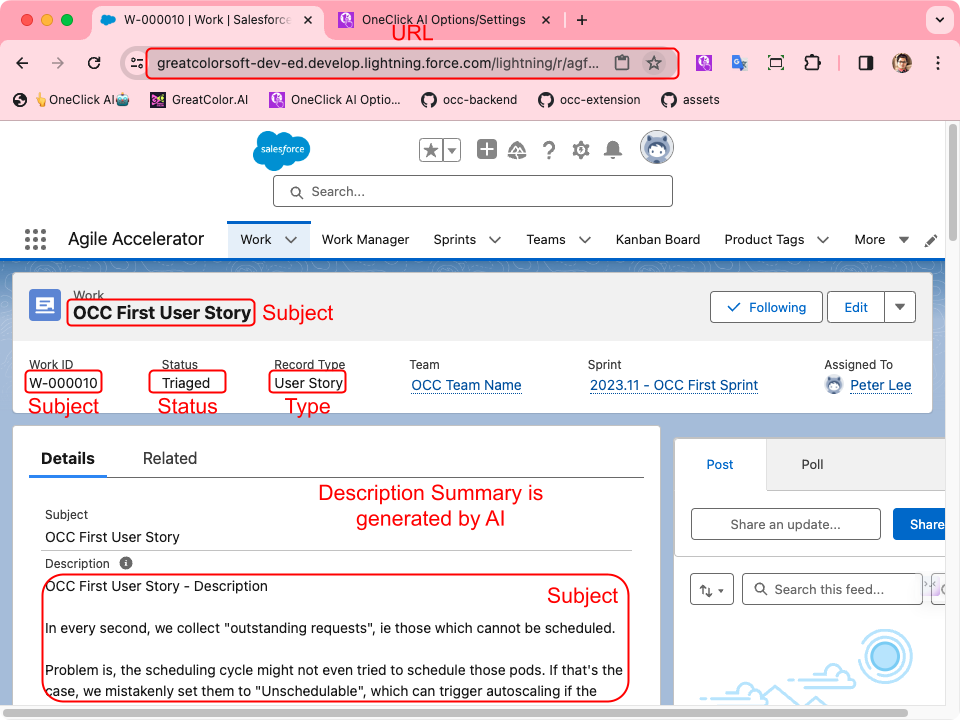 W-000010 | Work | Salesforce
OneClick AI Options/Settings
URL
greatcolorsoft-dev-ed.develop.lightning.force.com/lightning/r/agf...
👆OneClick AI🤖
GreatColor.AI
OneClick AI Optio...
occ-backend
occ-extension
assets
salesforce
Search...
Agile Accelerator
Work
Work Manager
Sprints
Teams
Kanban Board
Product Tags
More
Work
OCC First User Story
Subject
Following
Edit
Work ID
Status
Record Type
Team
Sprint
Assigned To
W-000010
Triaged
User Story
OCC Team Name
2023.11 - OCC First Sprint
Peter Lee
Subject
Status
Type
Details
Related
Post
Poll
Description Summary is
generated by AI
Subject
OCC First User Story
Share an update...
Share
Description
OCC First User Story - Description
Subject
Search this feed...
In every second, we collect "outstanding requests", ie those which cannot be scheduled.
Problem is, the scheduling cycle might not even tried to schedule those pods. If that's the
case, we mistakenly set them to "Unschedulable", which can trigger autoscaling if the